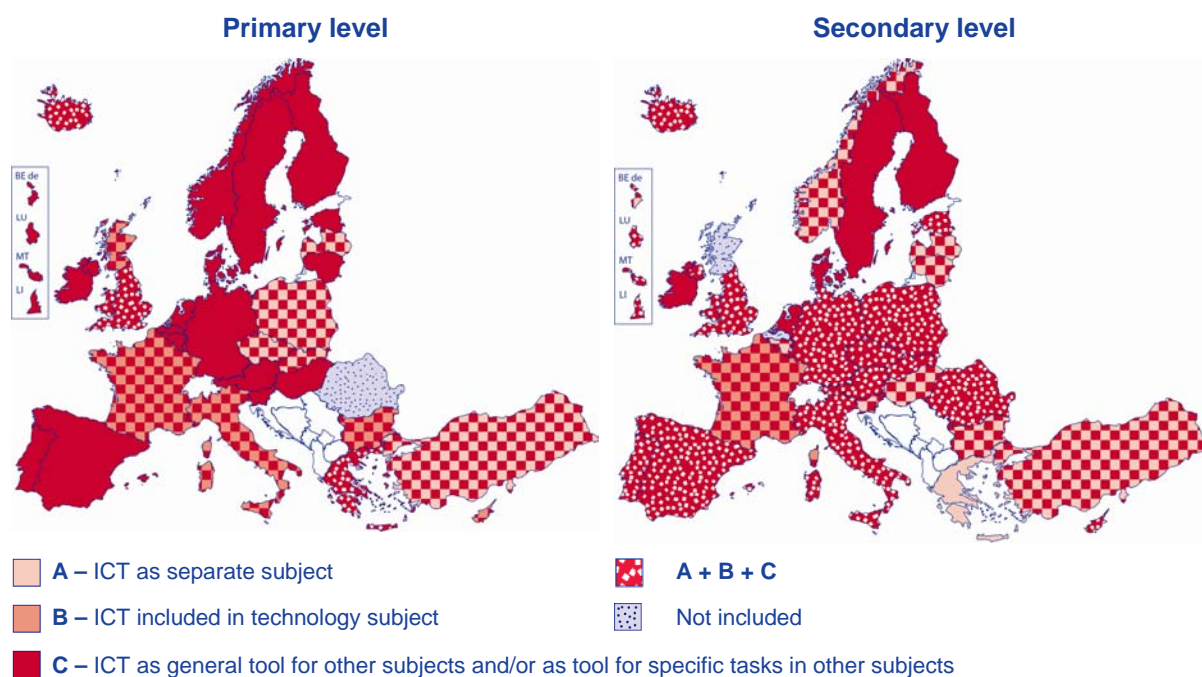 Primary level
Secondary level
BE de
LU
MT
LI
BE de
LU
MT
LI
A – ICT as separate subject
B – ICT included in technology subject
C – ICT as general tool for other subjects and/or as tool for specific tasks in other subjects
A + B + C
Not included